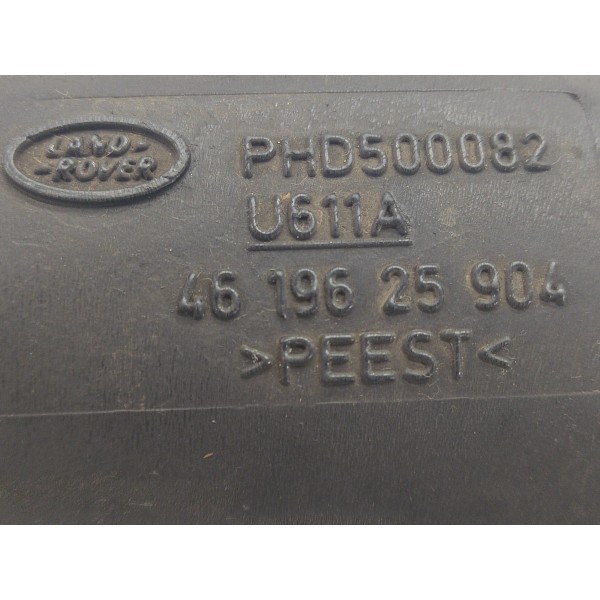 LAND-
-ROVER
PHD500082
U611A
46 196 25 904
>PEEST<